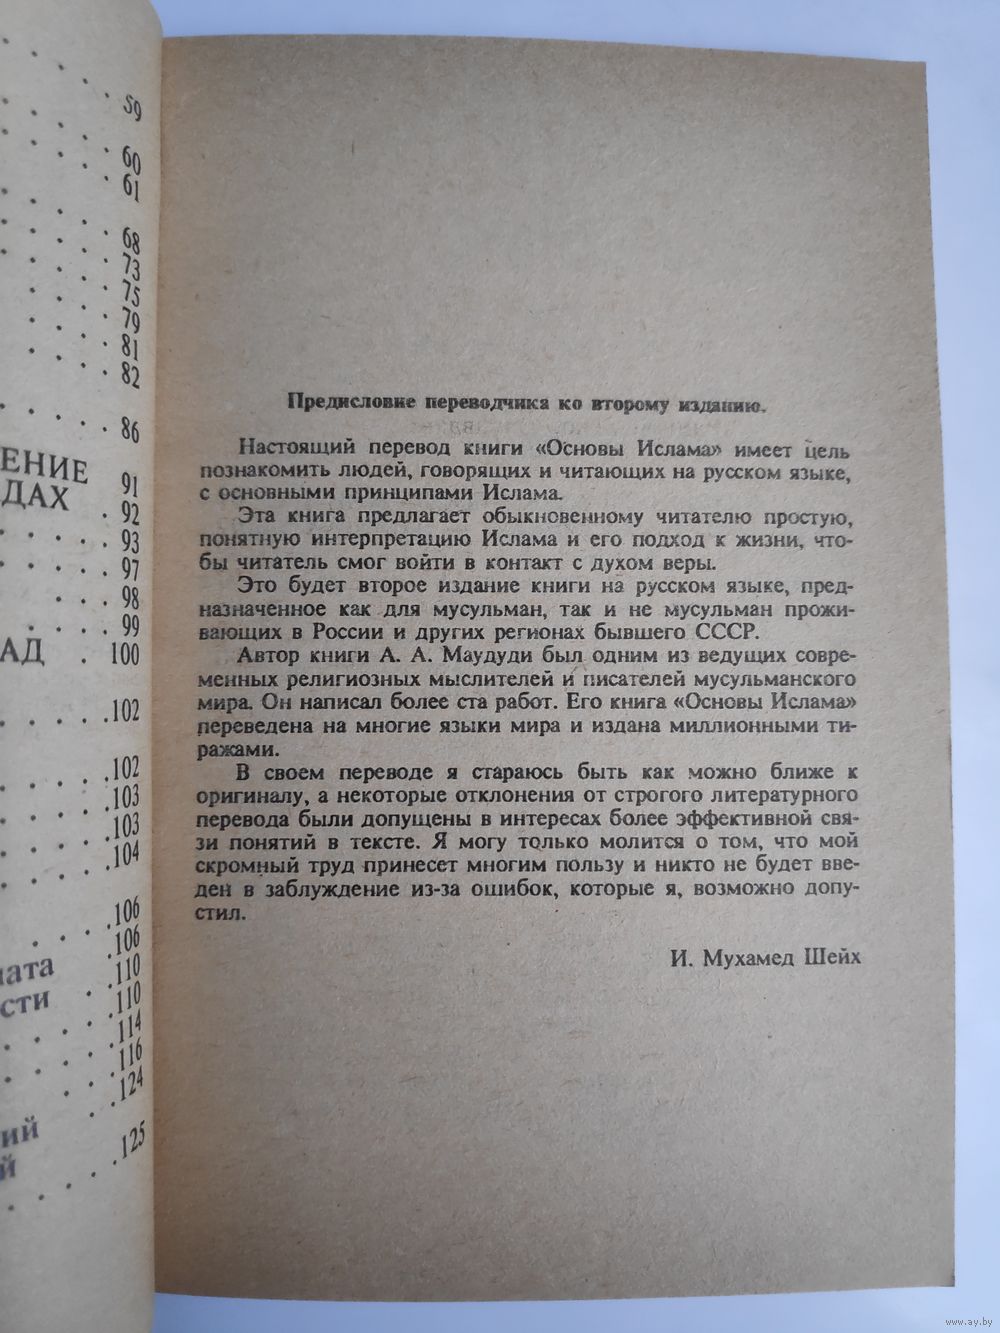 59
60
61
68
73
75
79
81
82
86
ЕНИЕ 91
ДАХ . 92
93
97
98
99
АД . 100
102
102
103
103
104
106
106
110
сти 110
114
116
124
125
Предисловие переводчика ко второму изданию.
Настоящий перевод книги «Основы Ислама» имеет цель
познакомить людей, говорящих и читающих на русском языке,
с основными принципами Ислама.
Эта книга предлагает обыкновенному читателю простую,
понятную интерпретацию Ислама и его подход к жизни, что-
бы читатель смог войти в контакт с духом веры.
Это будет второе издание книги на русском языке, пред-
назначенное как для мусульман, так и не мусульман прожи-
вающих в России и других регионах бывшего СССР.
Автор книги А. А. Маудуди был одним из ведущих совре-
менных религиозных мыслителей и писателей мусульманского
мира. Он написал более ста работ. Его книга «Основы Ислама»
переведена на многие языки мира и издана миллионными ти-
ражами.
В своем переводе я стараюсь быть как можно ближе к
оригиналу, а некоторые отклонения от строгого литературного
перевода были допущены в интересах более эффективной свя-
зи понятий в тексте. Я могу только молится о том, что мой
скромный труд принесет многим пользу и никто не будет вве-
ден в заблуждение из-за ошибок, которые я, возможно допу-
стил.
И. Мухамед Шейх
www.ay.by